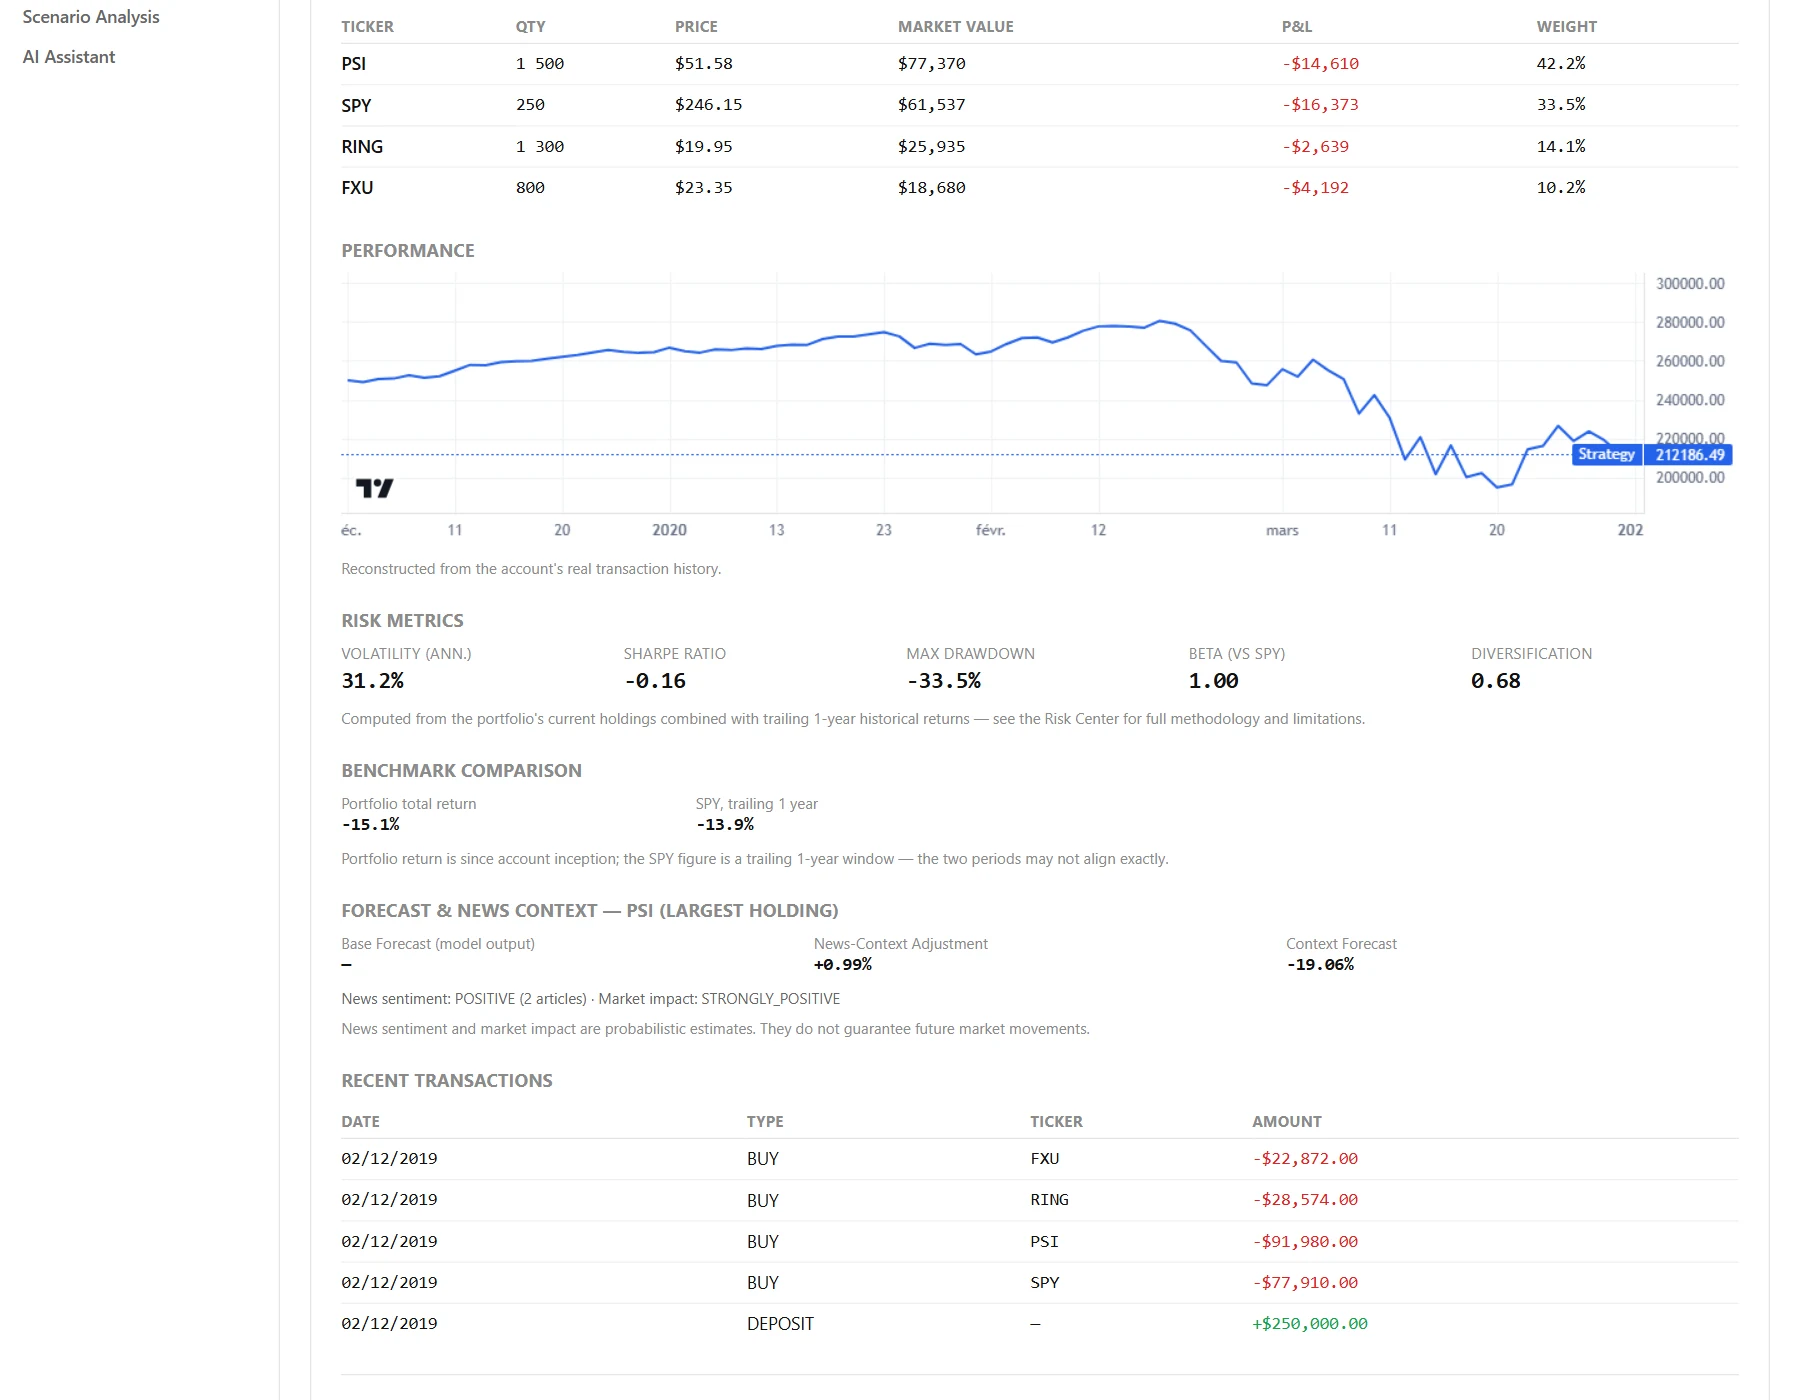 Scenario Analysis
AI Assistant
TICKER QTY PRICE MARKET VALUE P&L WEIGHT
PSI 1 500 $51.58 $77,370 -$14,610 42.2%
SPY 250 $246.15 $61,537 -$16,373 33.5%
RING 1 300 $19.95 $25,935 -$2,639 14.1%
FXU 800 $23.35 $18,680 -$4,192 10.2%
PERFORMANCE
300000.00
280000.00
260000.00
240000.00
220000.00
Strategy 212186.49
200000.00
éc. 11 20 2020 13 23 févr. 12 mars 11 20 202
Reconstructed from the account's real transaction history.
RISK METRICS
VOLATILITY (ANN.) SHARPE RATIO MAX DRAWDOWN BETA (VS SPY) DIVERSIFICATION
31.2% -0.16 -33.5% 1.00 0.68
Computed from the portfolio's current holdings combined with trailing 1-year historical returns — see the Risk Center for full methodology and limitations.
BENCHMARK COMPARISON
Portfolio total return SPY, trailing 1 year
-15.1% -13.9%
Portfolio return is since account inception; the SPY figure is a trailing 1-year window — the two periods may not align exactly.
FORECAST & NEWS CONTEXT — PSI (LARGEST HOLDING)
Base Forecast (model output) News-Context Adjustment Context Forecast
— +0.99% -19.06%
News sentiment: POSITIVE (2 articles) · Market impact: STRONGLY_POSITIVE
News sentiment and market impact are probabilistic estimates. They do not guarantee future market movements.
RECENT TRANSACTIONS
DATE TYPE TICKER AMOUNT
02/12/2019 BUY FXU -$22,872.00
02/12/2019 BUY RING -$28,574.00
02/12/2019 BUY PSI -$91,980.00
02/12/2019 BUY SPY -$77,910.00
02/12/2019 DEPOSIT — +$250,000.00